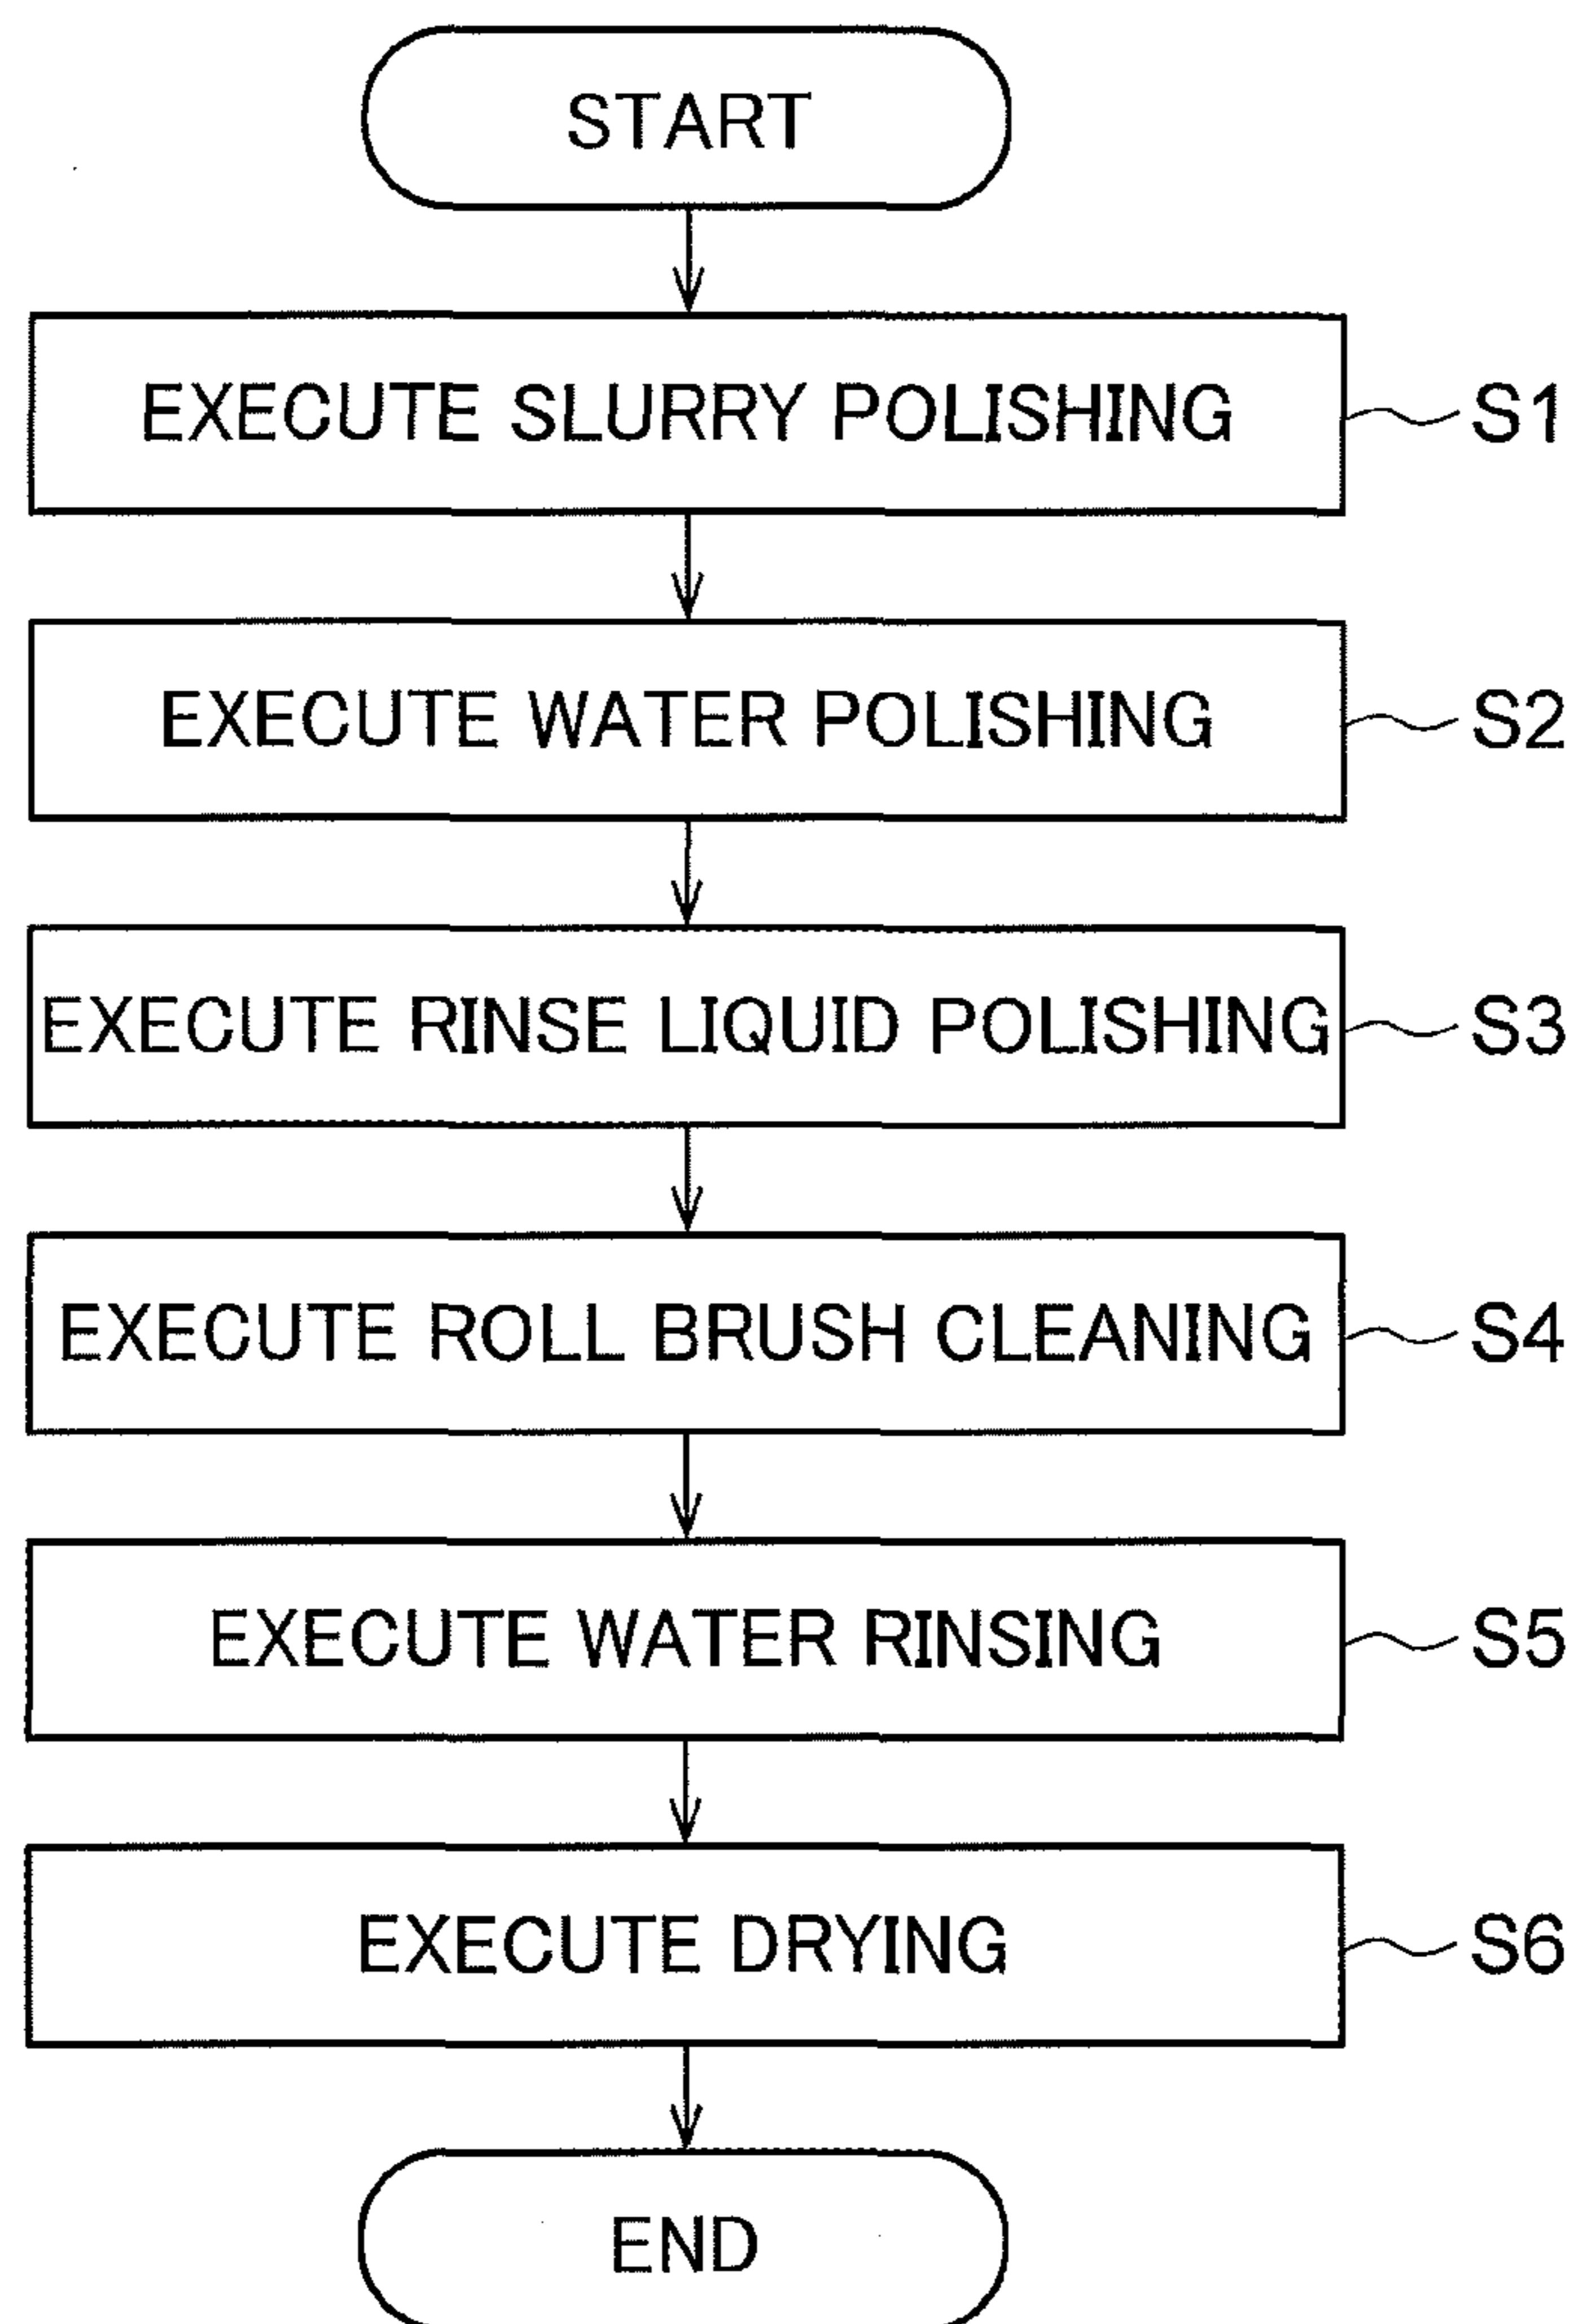 START
EXECUTE SLURRY POLISHING
S1
EXECUTE WATER POLISHING
S2
EXECUTE RINSE LIQUID POLISHING
S3
EXECUTE ROLL BRUSH CLEANING
S4
EXECUTE WATER RINSING
S5
EXECUTE DRYING
S6
END